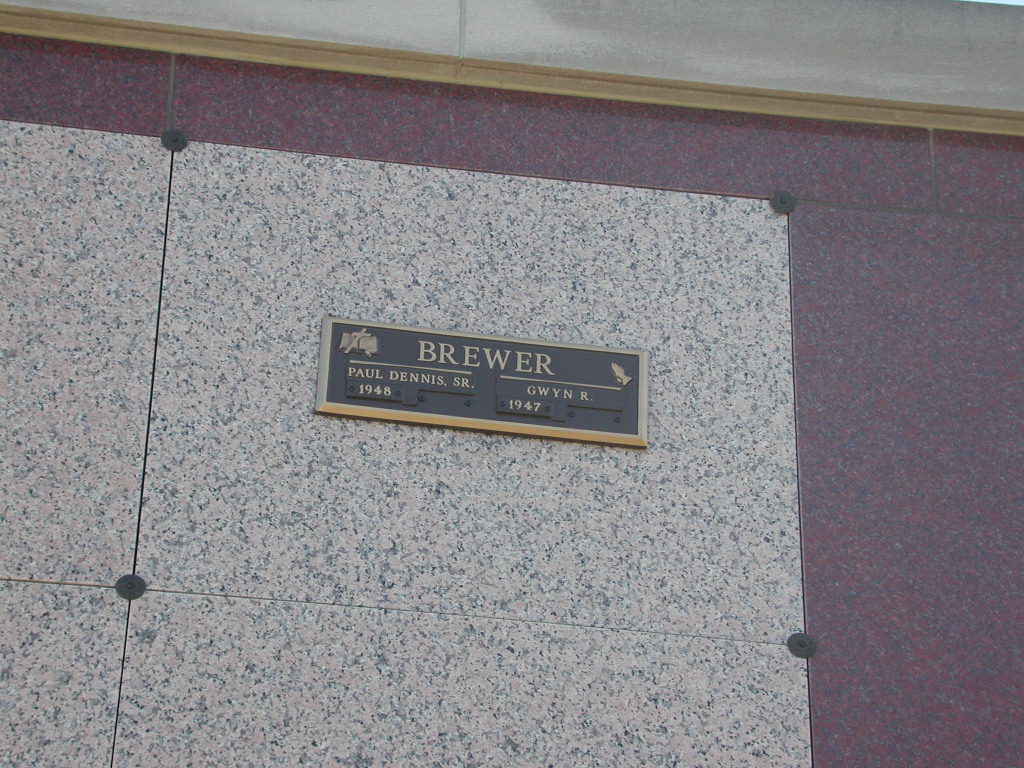 BREWER
PAUL DENNIS, SR.
1948
GWYN R.
1947